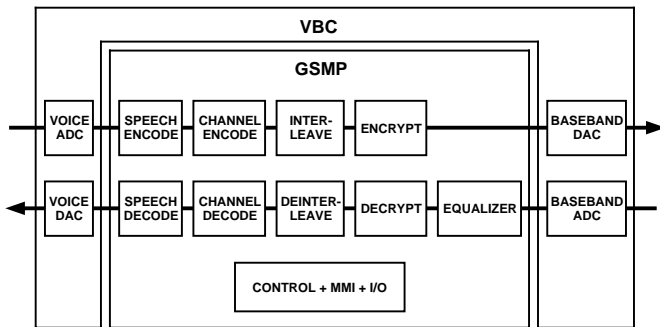 VBC
GSMP
VOICE
ADC
SPEECH
ENCODE
CHANNEL
ENCODE
INTER-
LEAVE
ENCRYPT
BASEBAND
DAC
VOICE
DAC
SPEECH
DECODE
CHANNEL
DECODE
DEINTER-
LEAVE
DECRYPT
EQUALIZER
BASEBAND
ADC
CONTROL + MMI + I/O